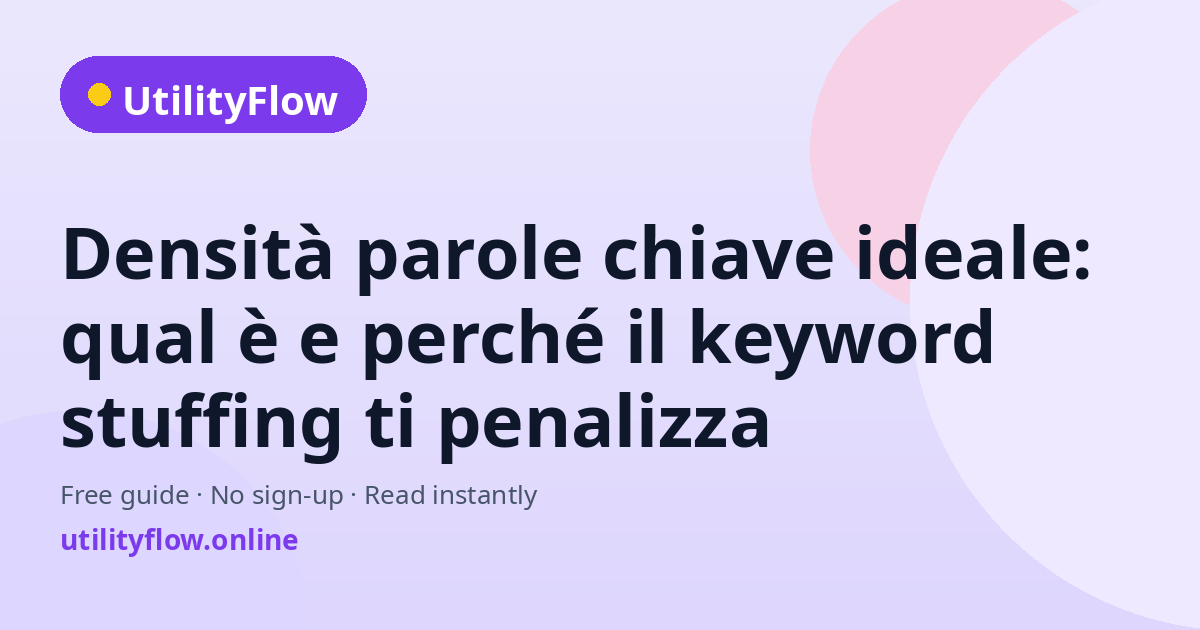 UtilityFlow
Densità parole chiave ideale:
qual è e perché il keyword
stuffing ti penalizza
Free guide · No sign-up · Read instantly
utilityflow.online